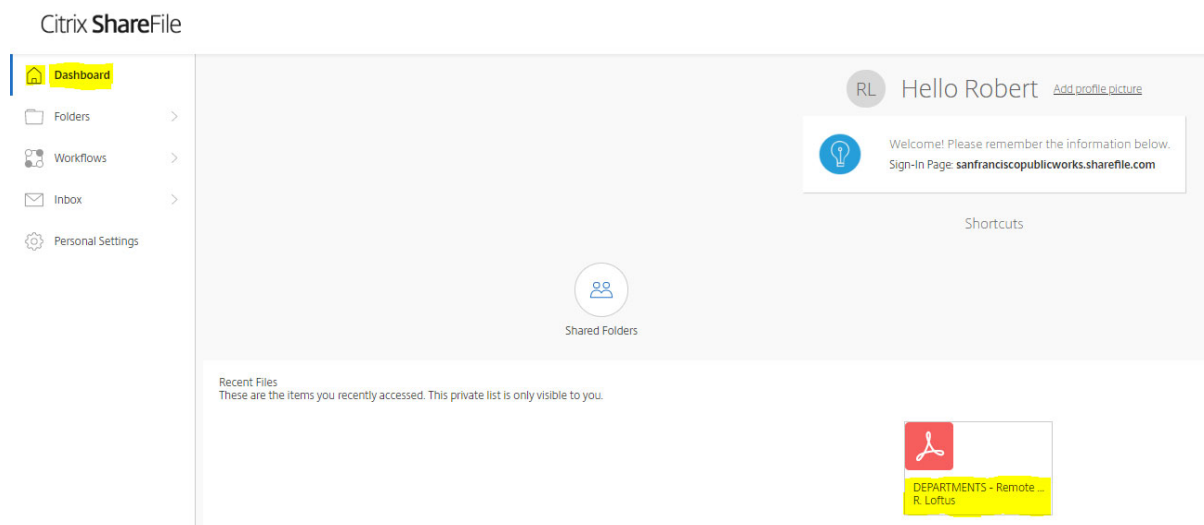 Citrix ShareFile
Dashboard
Folders
Workflows
Inbox
Personal Settings
RL
Hello Robert
Add profile picture
Welcome! Please remember the information below.
Sign-In Page: sanfranciscopublicworks.sharefile.com
Shortcuts
Shared Folders
Recent Files
These are the items you recently accessed. This private list is only visible to you.
DEPARTMENTS - Remote ...
R. Loftus